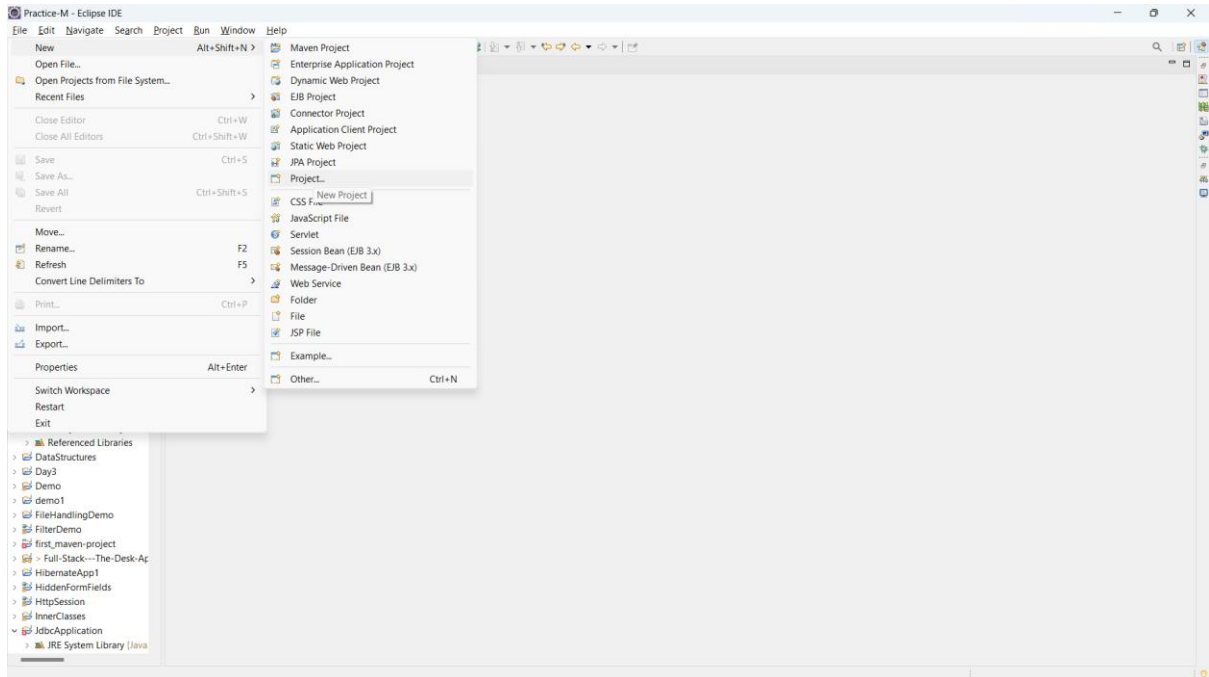 Practice-M - Eclipse IDE
File Edit Navigate Search Project Run Window Help
New Alt+Shift+N >
Open File...
Open Projects from File System...
Recent Files >
Close Editor Ctrl+W
Close All Editors Ctrl+Shift+W
Save Ctrl+S
Save As...
Save All Ctrl+Shift+S
Revert
Move...
Rename... F2
Refresh F5
Convert Line Delimiters To >
Print... Ctrl+P
Import...
Export...
Properties Alt+Enter
Switch Workspace >
Restart
Exit
Maven Project
Enterprise Application Project
Dynamic Web Project
EJB Project
Connector Project
Application Client Project
Static Web Project
JPA Project
Project...
New Project
CSS F
JavaScript File
Servlet
Session Bean (EJB 3.x)
Message-Driven Bean (EJB 3.x)
Web Service
Folder
File
JSP File
Example...
Other... Ctrl+N
> Referenced Libraries
> DataStructures
> Day3
> Demo
> demo1
> FileHandlingDemo
> FilterDemo
> first_maven-project
> > Full-Stack---The-Desk-Ap
> HibernateApp1
> HiddenFormFields
> HttpSession
> InnerClasses
JdbcApplication
> JRE System Library [Java